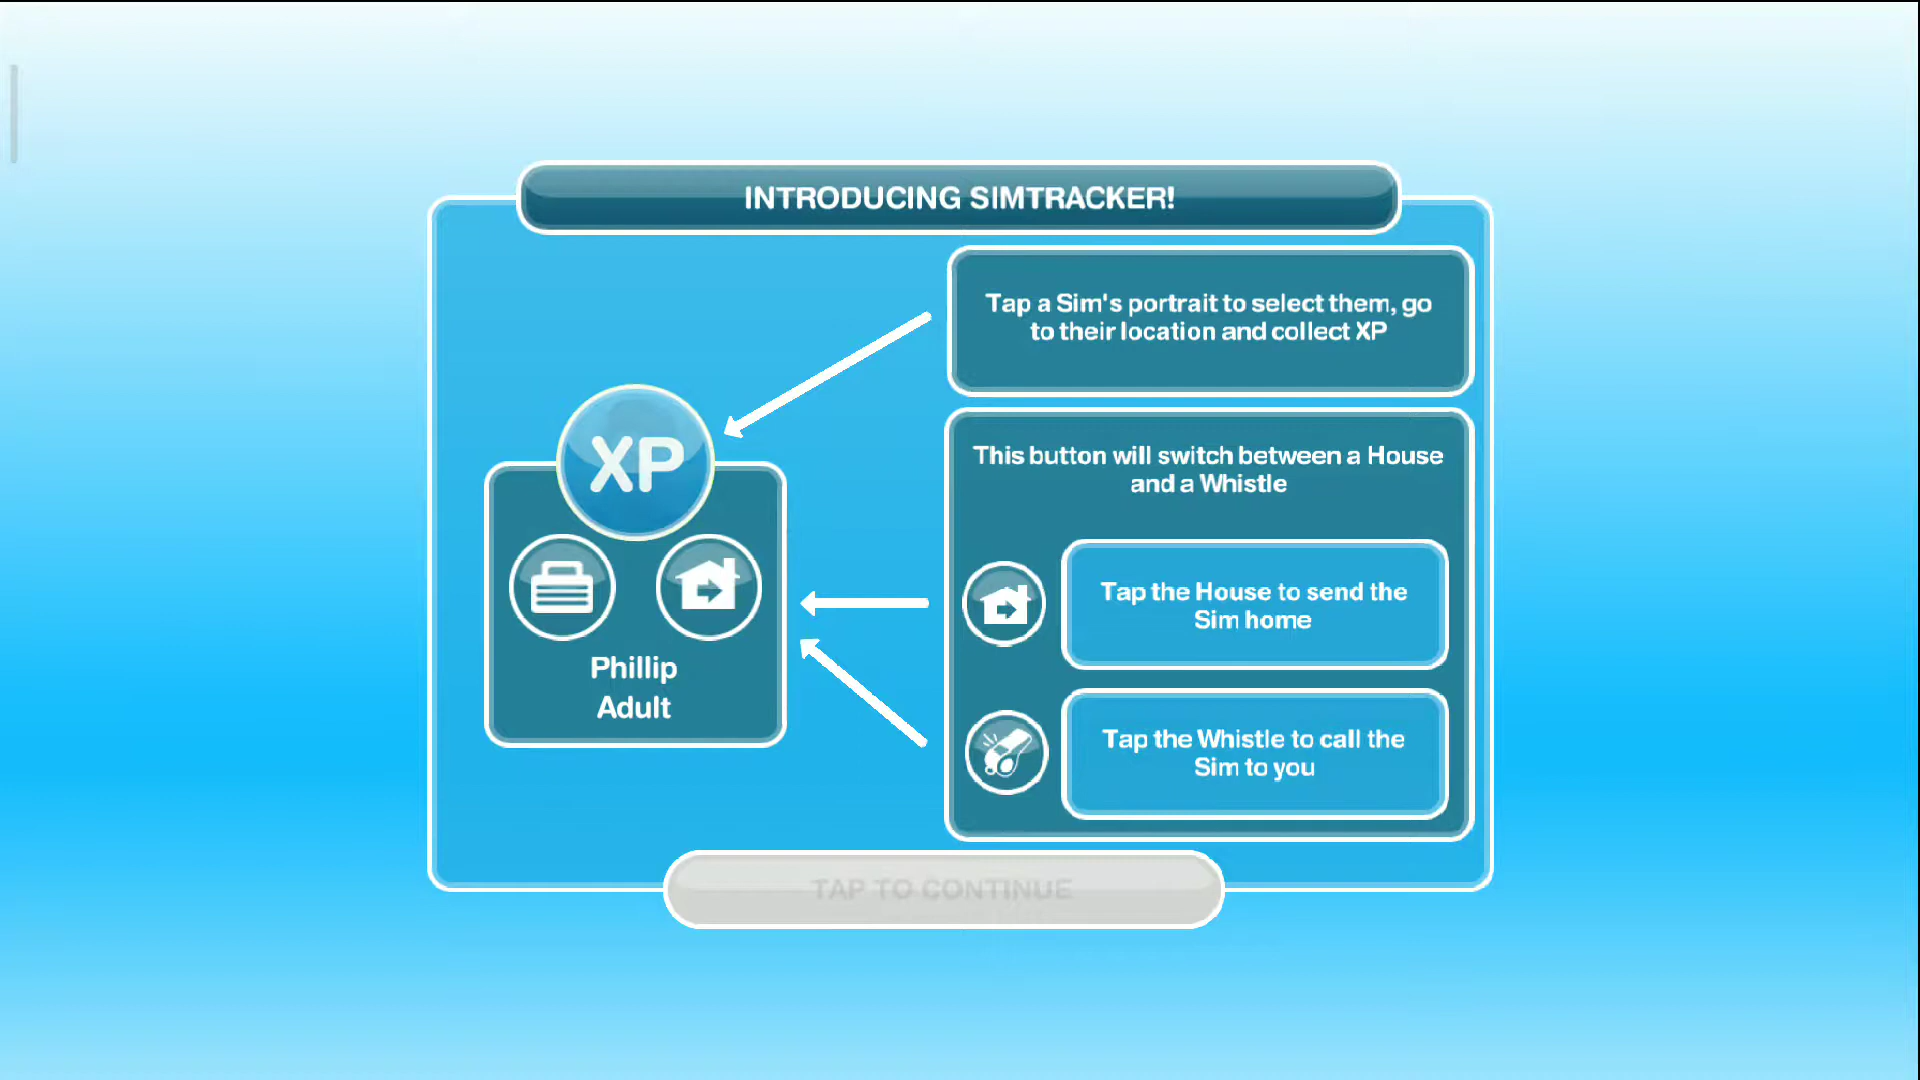 INTRODUCING SIMTRACKER!
Tap a Sim's portrait to select them, go
to their location and collect XP
XP
Phillip
Adult
This button will switch between a House
and a Whistle
Tap the House to send the
Sim home
Tap the Whistle to call the
Sim to you
TAP TO CONTINUE